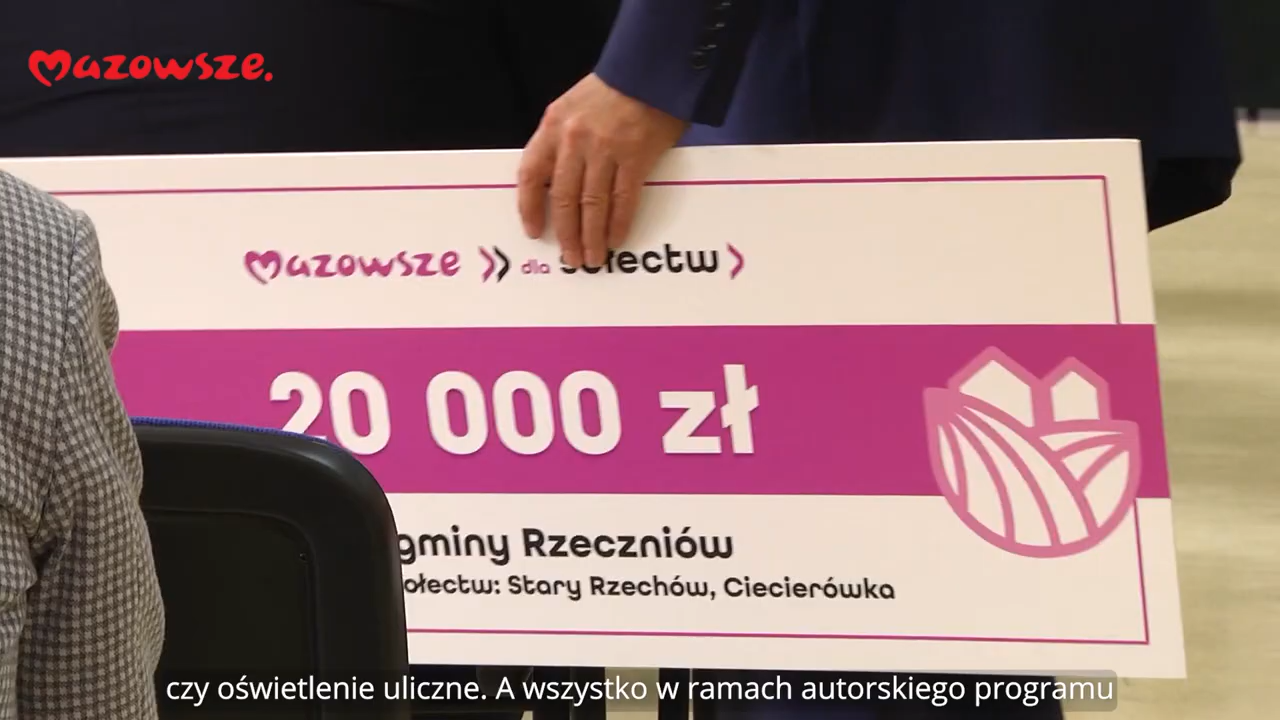 Mazowsze.
Mazowsze dla sołectw
20 000 zł
gminy Rzeczniów
Stary Rzechów, Ciecierówka
czy oświetlenie uliczne. A wszystko w ramach autorskiego programu